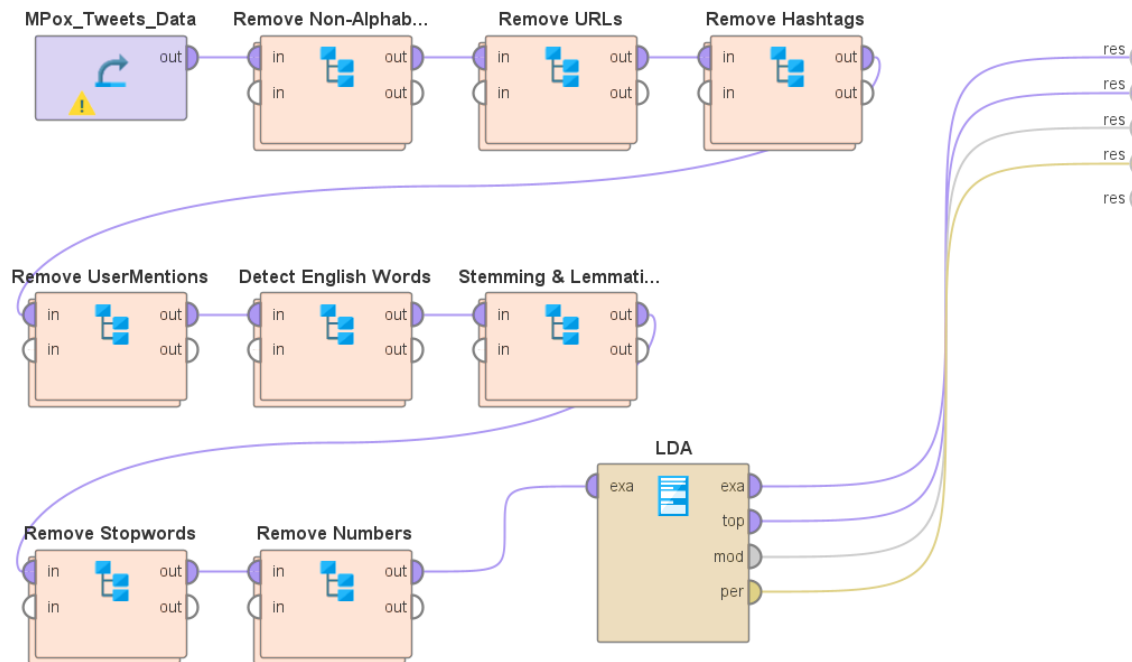 MPox_Tweets_Data
Remove Non-Alphab...
Remove URLs
Remove Hashtags
out
in out
in out
in out
in out
in out
in out
res
res
res
res
res
Remove UserMentions
Detect English Words
Stemming & Lemmati...
in out
in out
in out
in out
in out
in out
LDA
exa exa
top
mod
per
Remove Stopwords
Remove Numbers
in out
in out
in out
in out